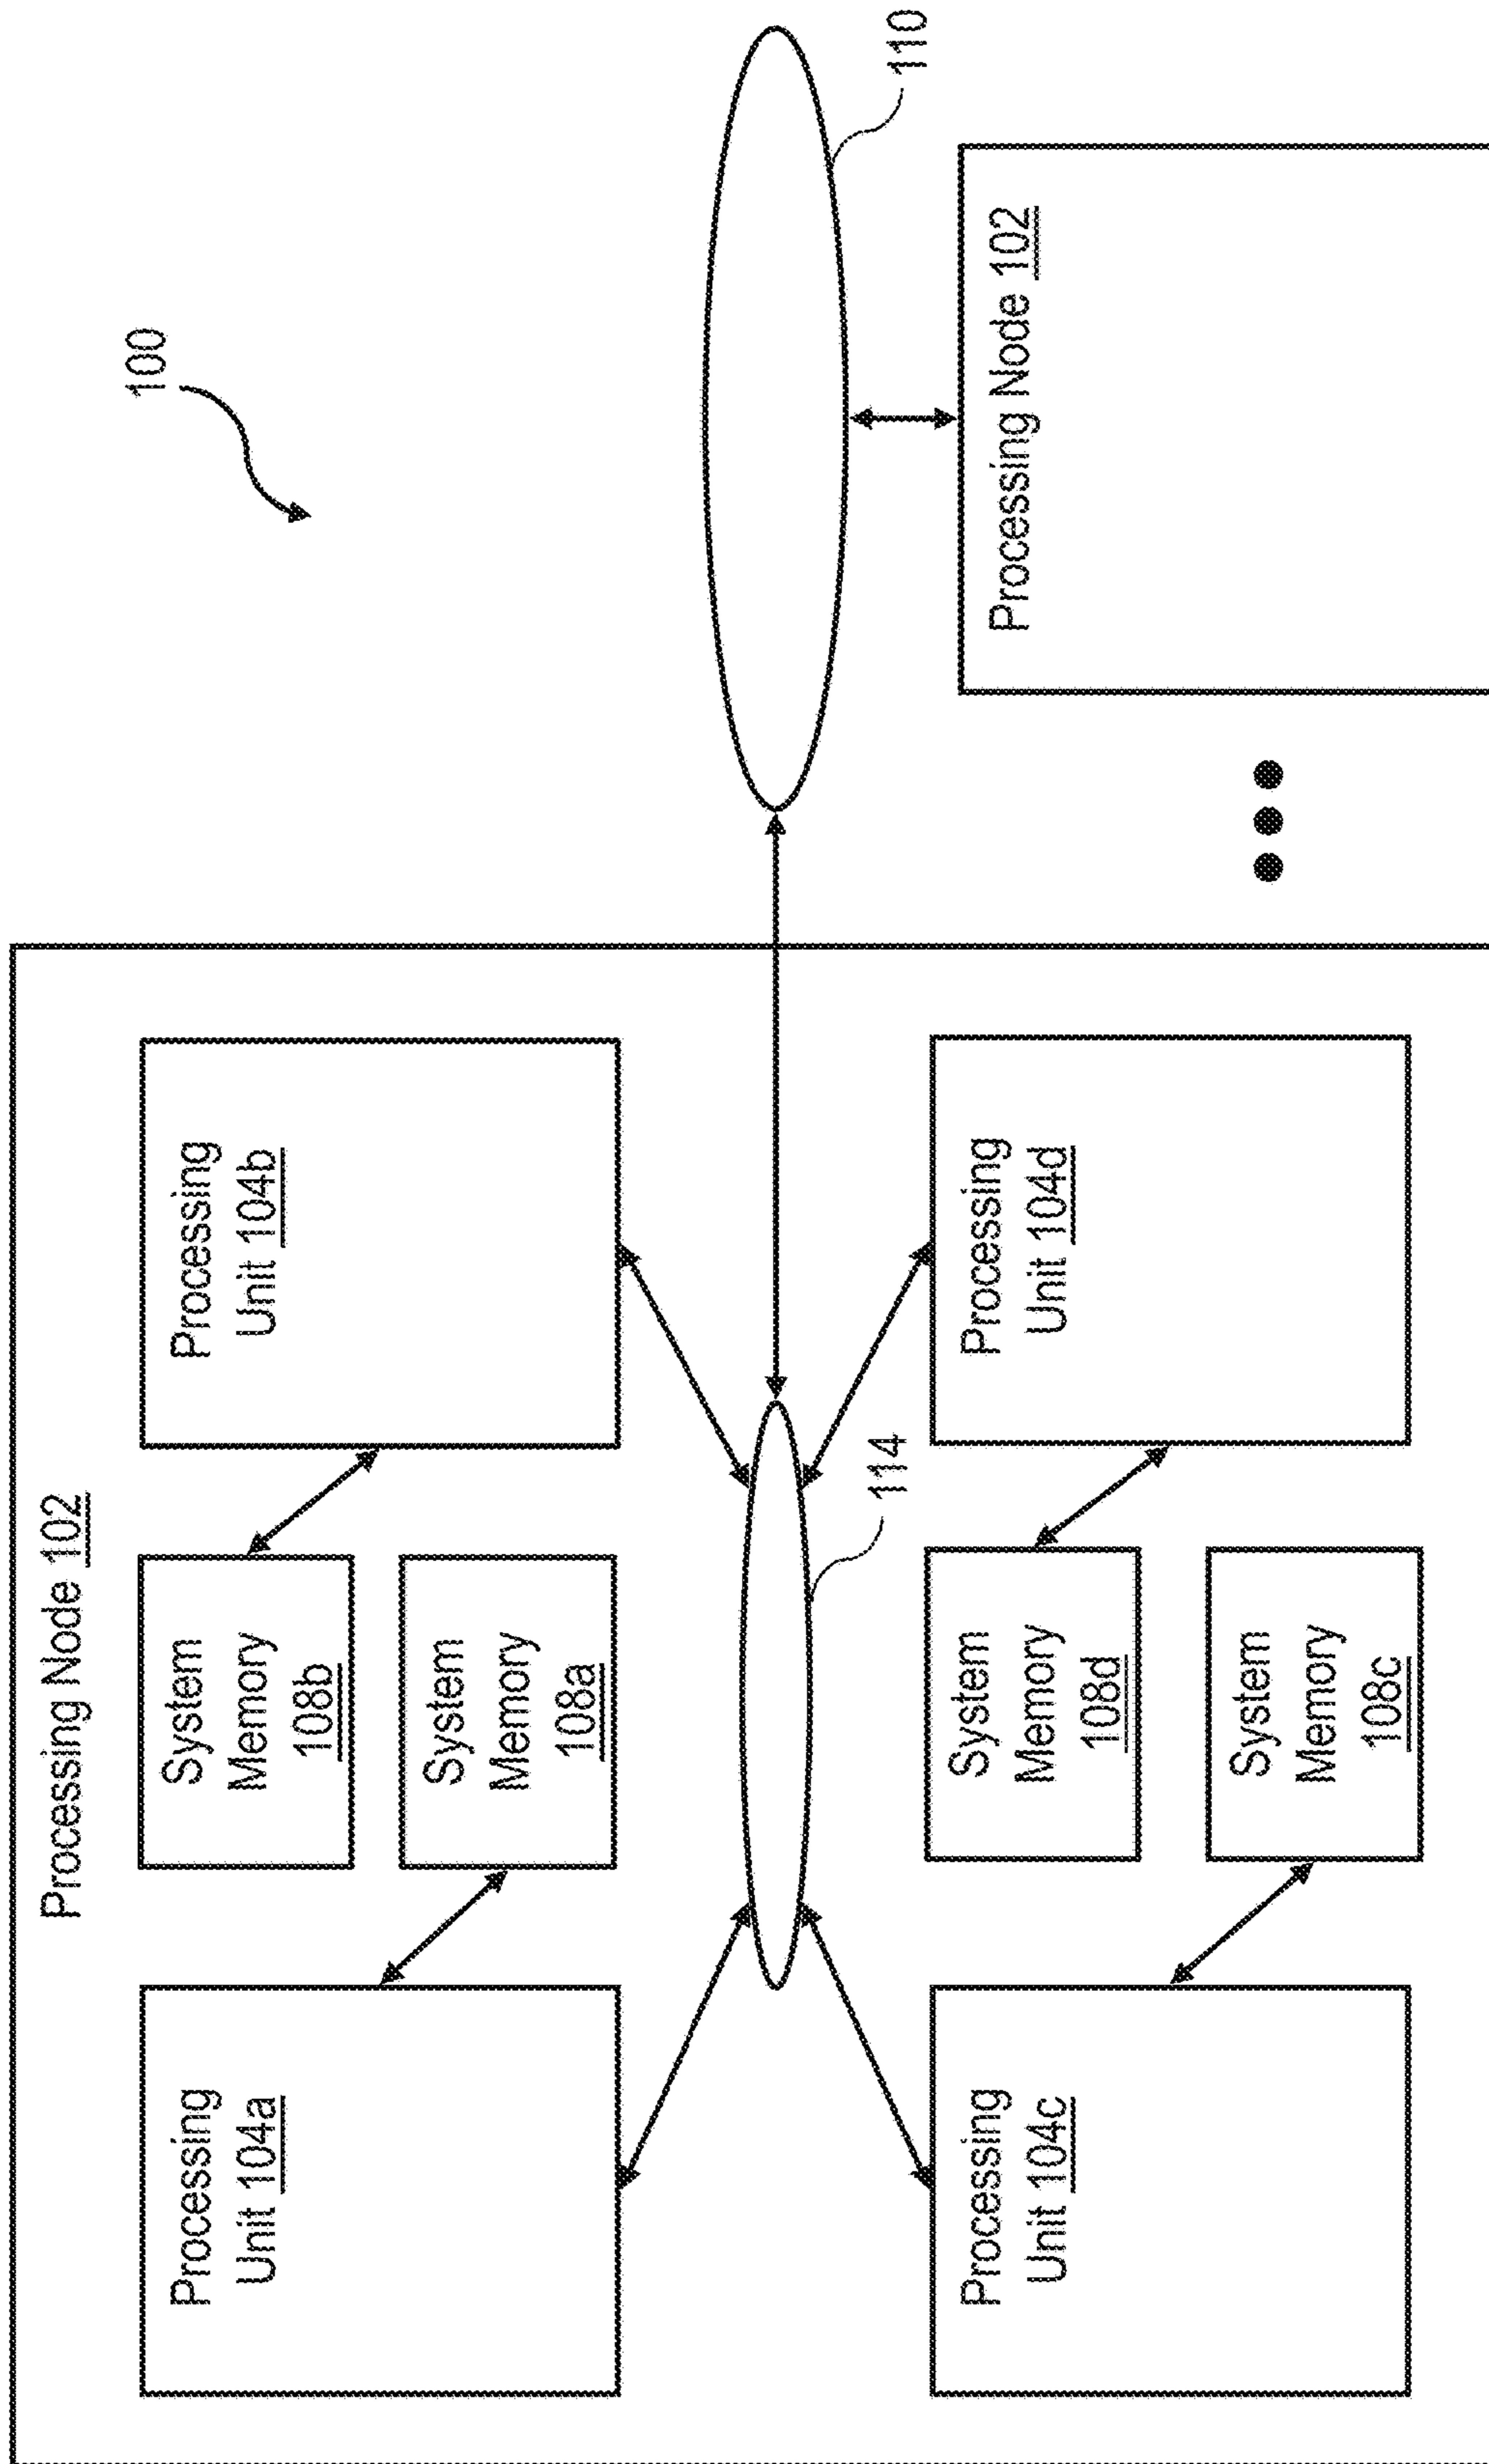 100
Processing Node 102
Processing
Unit 104a
System
Memory
108b
System
Memory
108a
Processing
Unit 104b
110
114
Processing
Unit 104c
System
Memory
108d
System
Memory
108c
Processing
Unit 104d
Processing Node 102